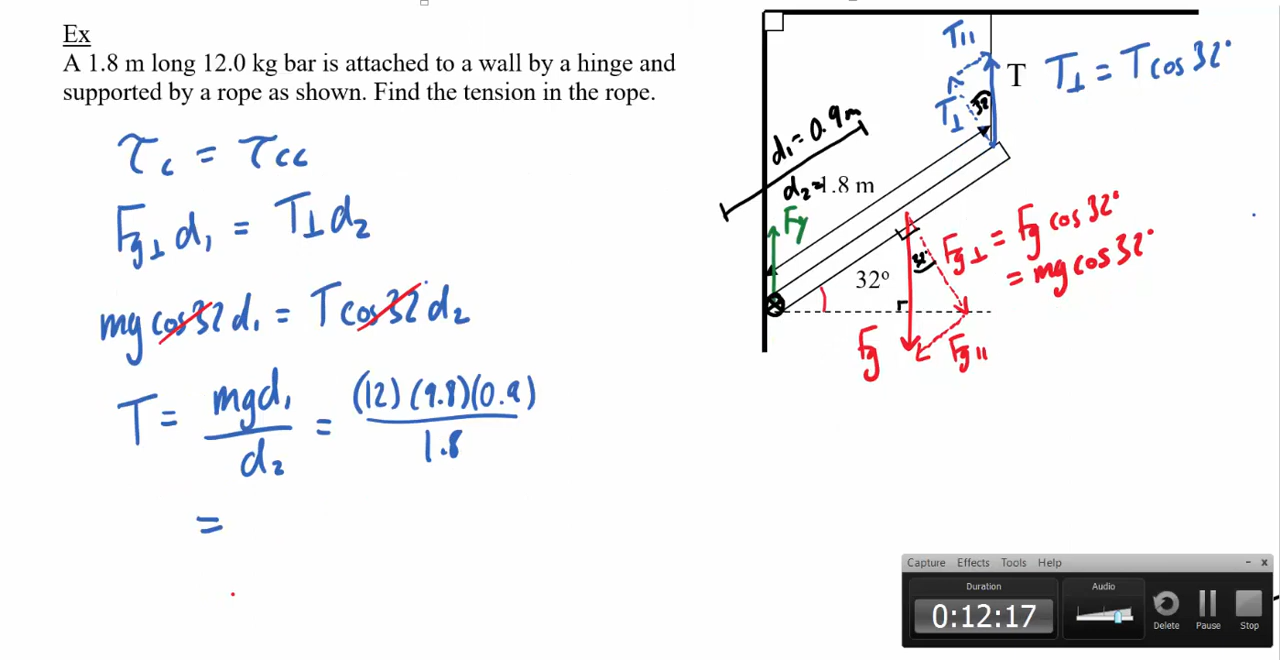 Ex
A 1.8 m long 12.0 kg bar is attached to a wall by a hinge and
supported by a rope as shown. Find the tension in the rope.
τc = τcc
Fg⊥ d₁ = T⊥ d₂
mg cos32 d₁ = T cos32 d₂
T = mgd₁ / d₂ = (12)(9.8)(0.9) / 1.8
=
T||
T
T⊥ = T cos 32°
T⊥
32
d₁ = 0.9m
d₂ = 1.8 m
Fy
Fg⊥ = Fg cos 32°
= mg cos 32°
32°
32°
Fg
Fg||
Capture Effects Tools Help
Duration
Audio
0:12:17
Delete
Pause
Stop